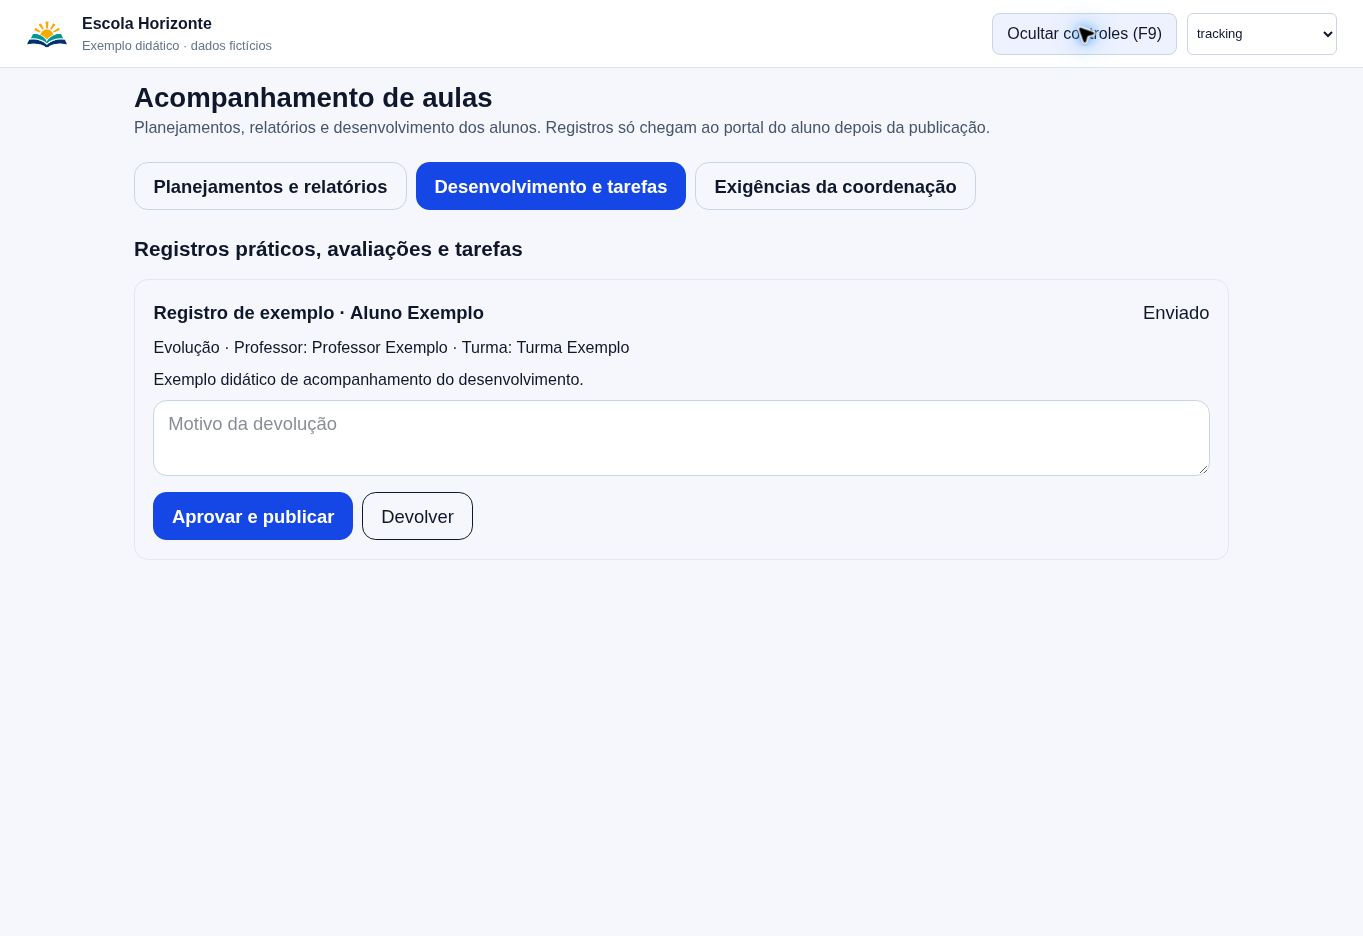 Escola Horizonte
Exemplo didático · dados fictícios
Ocultar controles (F9)
tracking
Acompanhamento de aulas
Planejamentos, relatórios e desenvolvimento dos alunos. Registros só chegam ao portal do aluno depois da publicação.
Planejamentos e relatórios
Desenvolvimento e tarefas
Exigências da coordenação
Registros práticos, avaliações e tarefas
Registro de exemplo · Aluno Exemplo
Enviado
Evolução · Professor: Professor Exemplo · Turma: Turma Exemplo
Exemplo didático de acompanhamento do desenvolvimento.
Motivo da devolução
Aprovar e publicar
Devolver